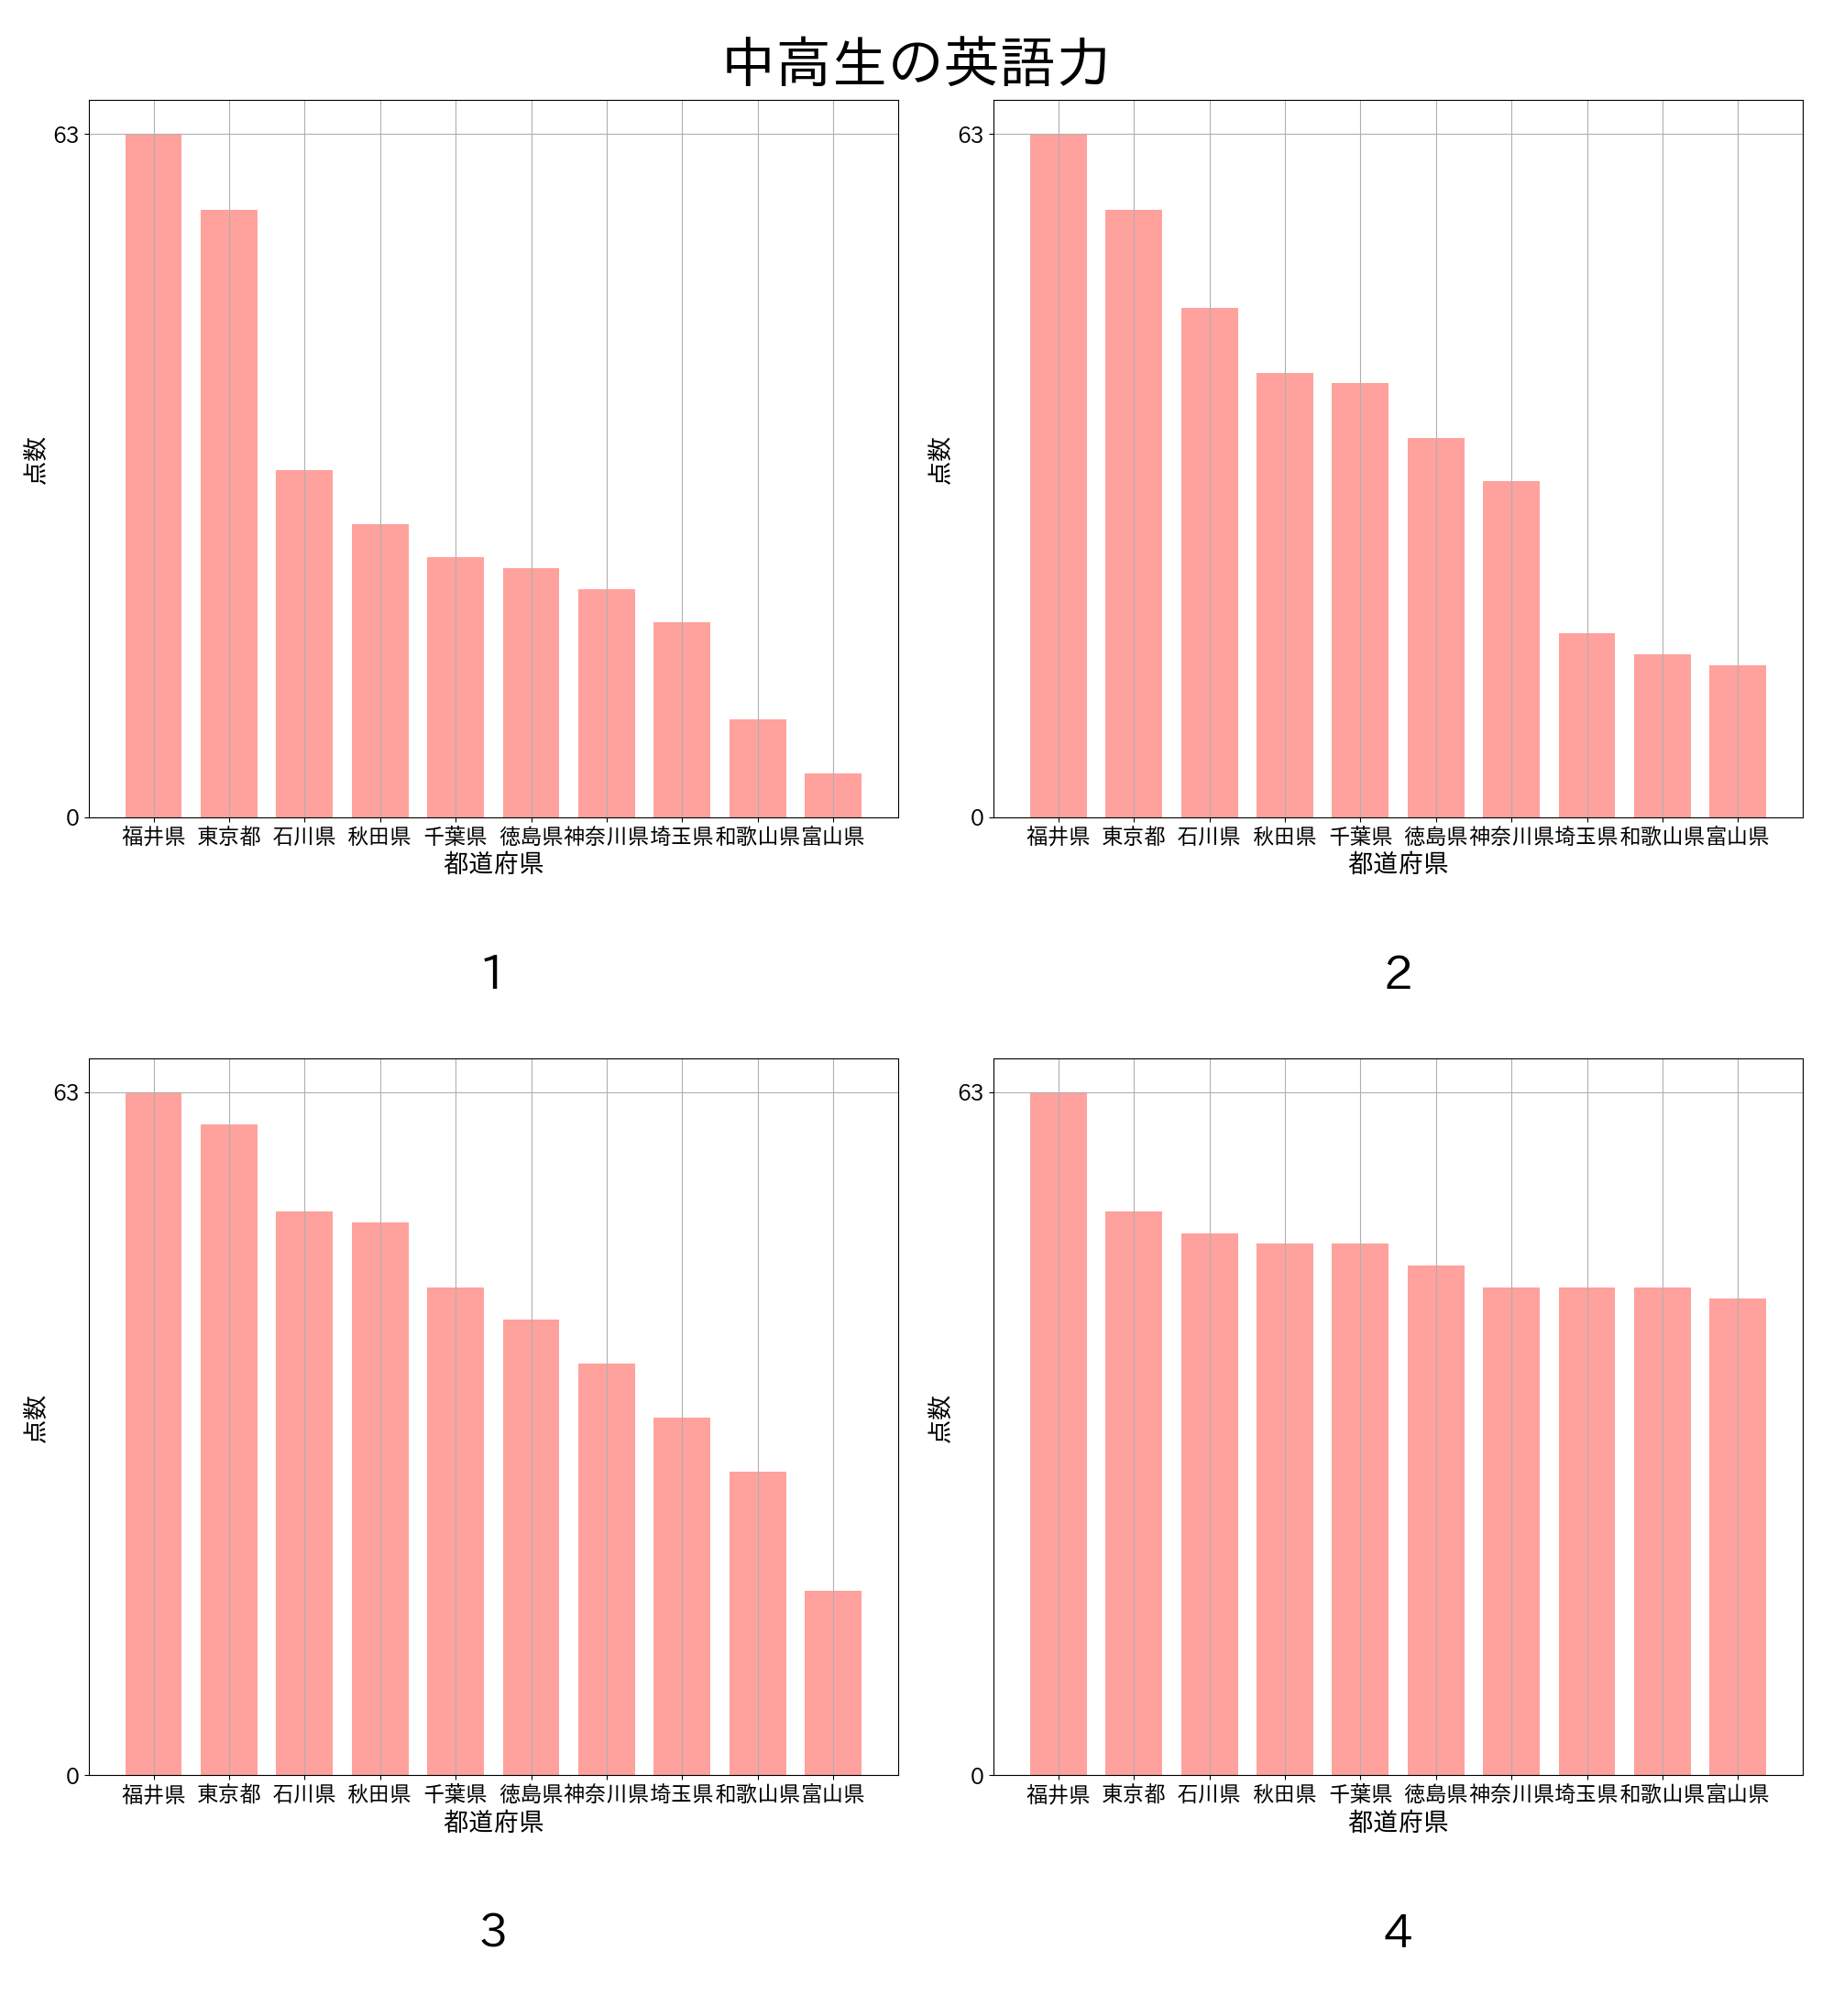 中高生の英語力
63
0
点数
福井県 東京都 石川県 秋田県 千葉県 徳島県 神奈川県 埼玉県 和歌山県 富山県
都道府県
1
63
0
点数
福井県 東京都 石川県 秋田県 千葉県 徳島県 神奈川県 埼玉県 和歌山県 富山県
都道府県
2
63
0
点数
福井県 東京都 石川県 秋田県 千葉県 徳島県 神奈川県 埼玉県 和歌山県 富山県
都道府県
3
63
0
点数
福井県 東京都 石川県 秋田県 千葉県 徳島県 神奈川県 埼玉県 和歌山県 富山県
都道府県
4